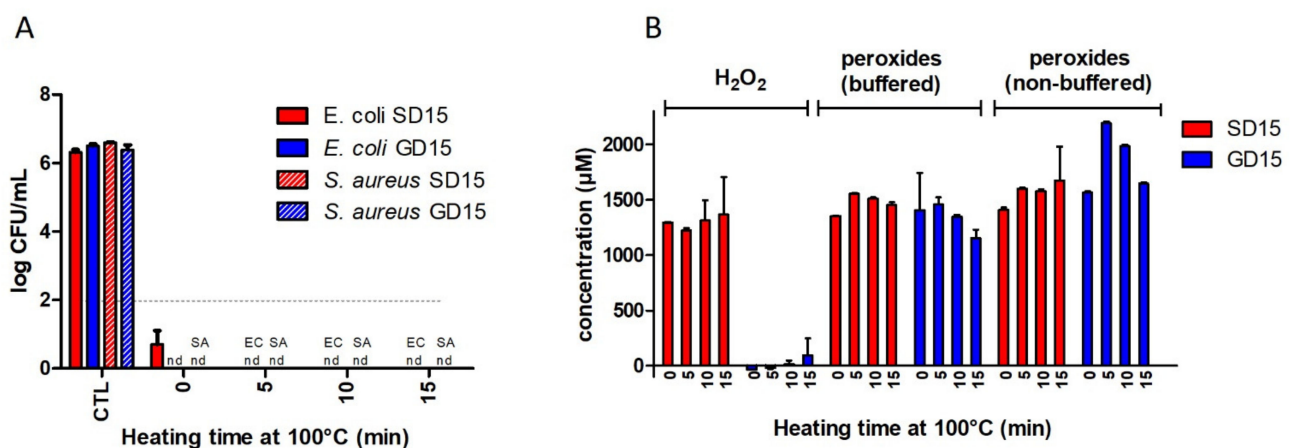 A
log CFU/mL
8
6
4
2
0
E. coli SD15
E. coli GD15
S. aureus SD15
S. aureus GD15
SA
EC SA
EC SA
EC SA
nd nd
nd nd
nd nd
nd nd
CTL
0
5
10
15
Heating time at 100°C (min)
B
H₂O₂
peroxides
(buffered)
peroxides
(non-buffered)
SD15
GD15
concentration (µM)
2000
1500
1000
500
0
0 5 10 15 0 5 10 15 0 5 10 15 0 5 10 15 0 5 10 15 0 5 10 15
Heating time at 100°C (min)